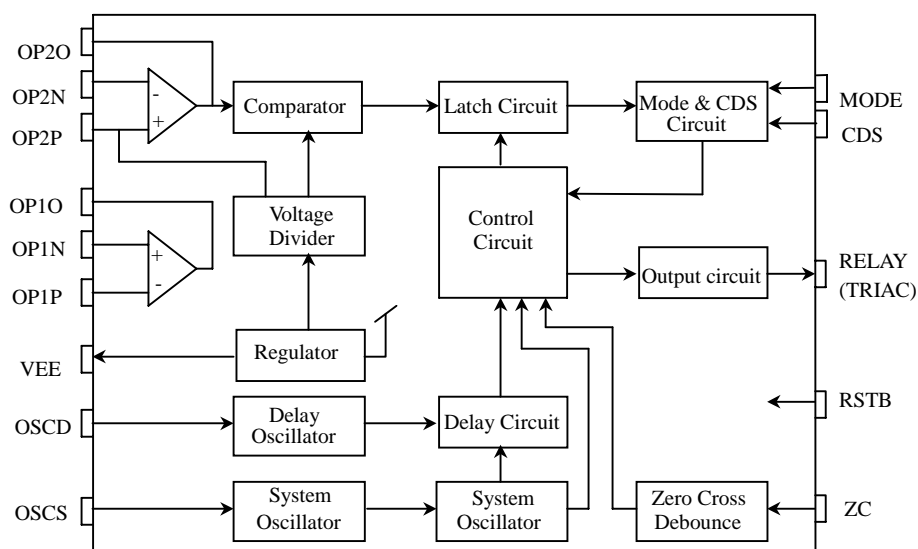 OP2O
OP2N
OP2P
OP1O
OP1N
OP1P
VEE
OSCD
OSCS
-
+
+
-
Comparator
Latch Circuit
Mode & CDS
Circuit
MODE
CDS
Voltage
Divider
Control
Circuit
Output circuit
RELAY
(TRIAC)
Regulator
RSTB
Delay
Oscillator
Delay Circuit
System
Oscillator
System
Oscillator
Zero Cross
Debounce
ZC